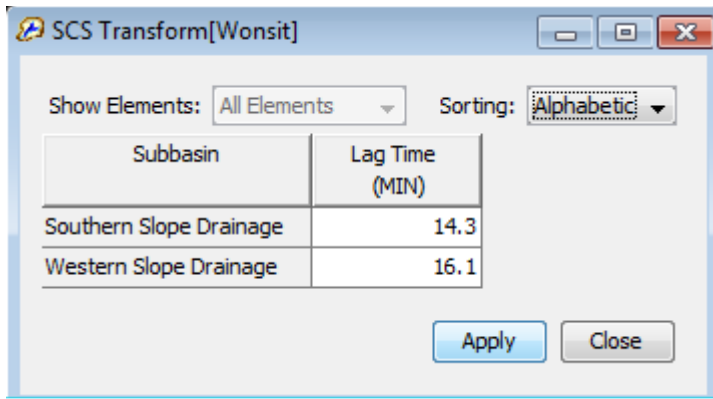 SCS Transform[Wonsit]
Show Elements: All Elements Sorting: Alphabetic
Subbasin Lag Time
(MIN)
Southern Slope Drainage 14.3
Western Slope Drainage 16.1
Apply Close